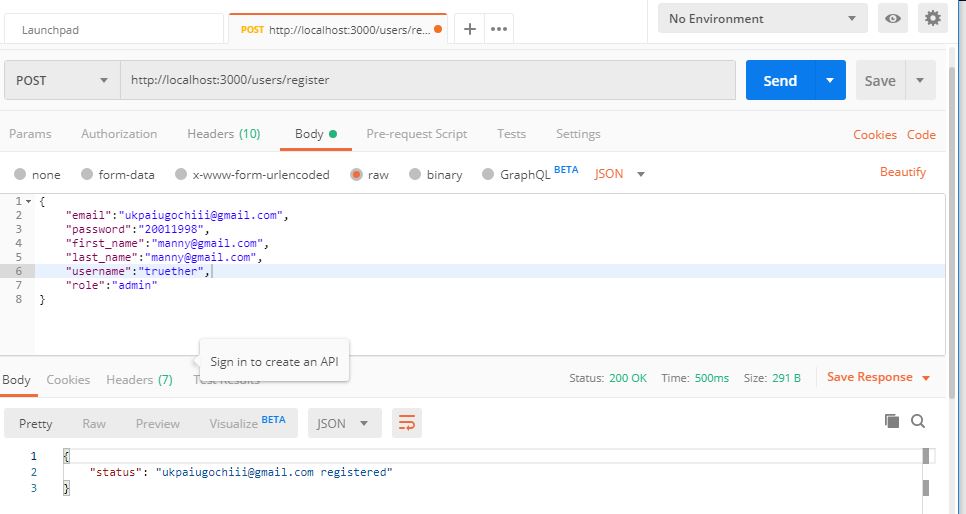 Launchpad
POST http://localhost:3000/users/re...
No Environment
POST http://localhost:3000/users/register Send Save
Params Authorization Headers (10) Body Pre-request Script Tests Settings Cookies Code
none form-data x-www-form-urlencoded raw binary GraphQL BETA JSON Beautify
1 {
2 "email":"ukpaiugochiii@gmail.com",
3 "password":"20011998",
4 "first_name":"manny@gmail.com",
5 "last_name":"manny@gmail.com",
6 "username":"truether",
7 "role":"admin"
8 }
Sign in to create an API
Body Cookies Headers (7) Test Results Status: 200 OK Time: 500ms Size: 291 B Save Response
Pretty Raw Preview Visualize BETA JSON
1 {
2 "status": "ukpaiugochiii@gmail.com registered"
3 }